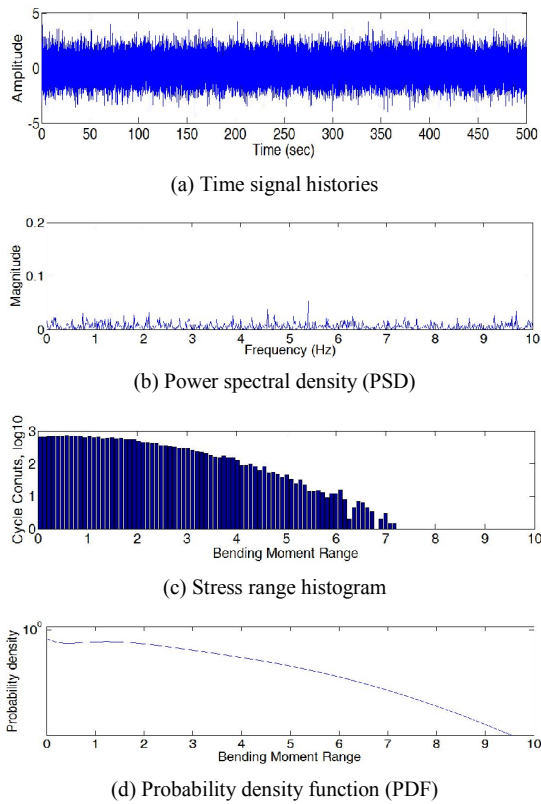 Amplitude
5
0
-5
0 50 100 150 200 250 300 350 400 450 500
Time (sec)
(a) Time signal histories
Magnitude
0.2
0.1
0
0 1 2 3 4 5 6 7 8 9 10
Frequency (Hz)
(b) Power spectral density (PSD)
Cycle Conuts, log10
3
2
1
0
0 1 2 3 4 5 6 7 8 9 10
Bending Moment Range
(c) Stress range histogram
Probability density
10⁰
0 1 2 3 4 5 6 7 8 9 10
Bending Moment Range
(d) Probability density function (PDF)